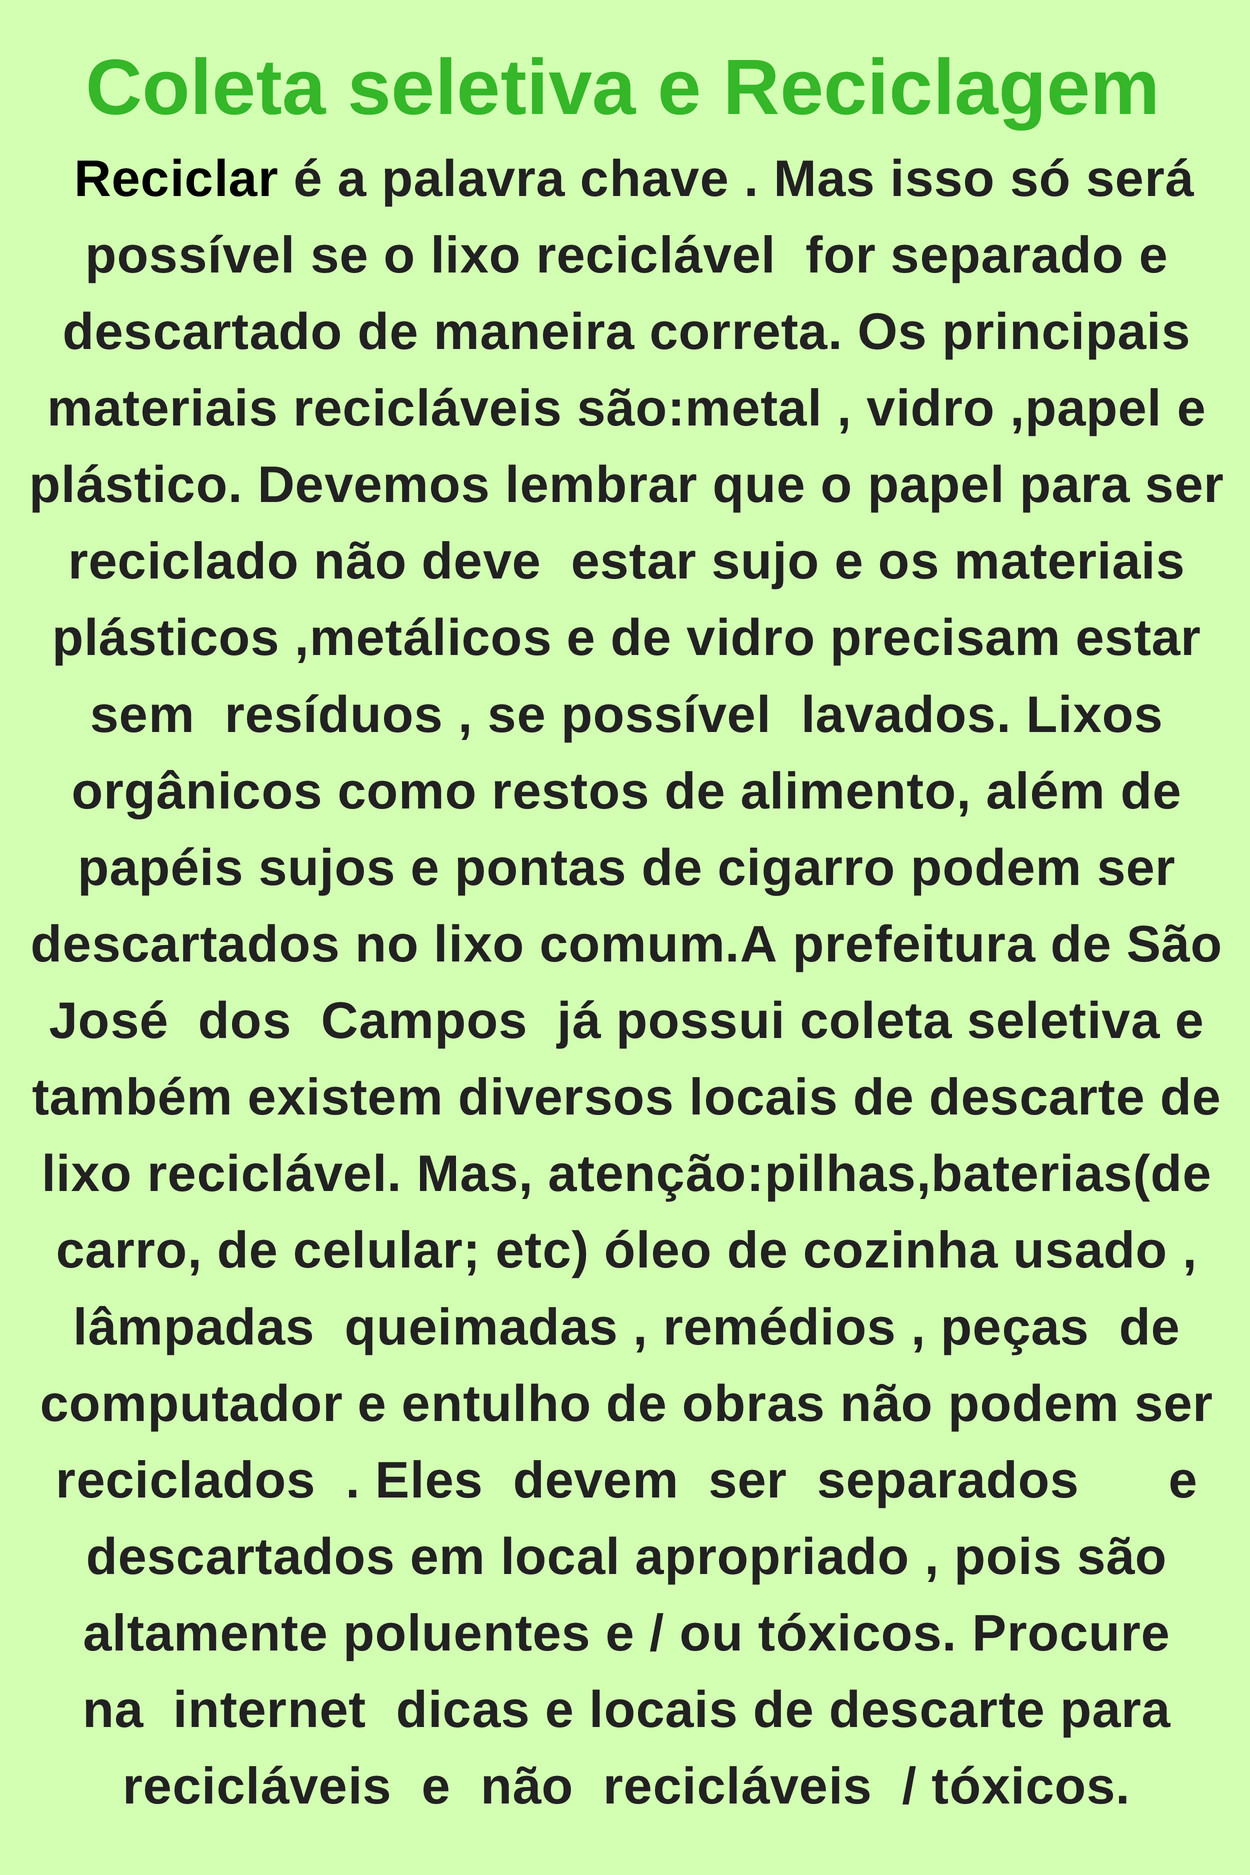 Coleta seletiva e Reciclagem
Reciclar é a palavra chave . Mas isso só será
possível se o lixo reciclável  for separado e
descartado de maneira correta. Os principais
materiais recicláveis são:metal , vidro ,papel e
plástico. Devemos lembrar que o papel para ser
reciclado não deve  estar sujo e os materiais
plásticos ,metálicos e de vidro precisam estar
sem  resíduos , se possível  lavados. Lixos
orgânicos como restos de alimento, além de
papéis sujos e pontas de cigarro podem ser
descartados no lixo comum.A prefeitura de São
José  dos  Campos  já possui coleta seletiva e
também existem diversos locais de descarte de
lixo reciclável. Mas, atenção:pilhas,baterias(de
carro, de celular; etc) óleo de cozinha usado ,
lâmpadas  queimadas , remédios , peças  de
computador e entulho de obras não podem ser
reciclados  . Eles  devem  ser  separados      e
descartados em local apropriado , pois são
altamente poluentes e / ou tóxicos. Procure
na  internet  dicas e locais de descarte para
recicláveis  e  não  recicláveis  / tóxicos.